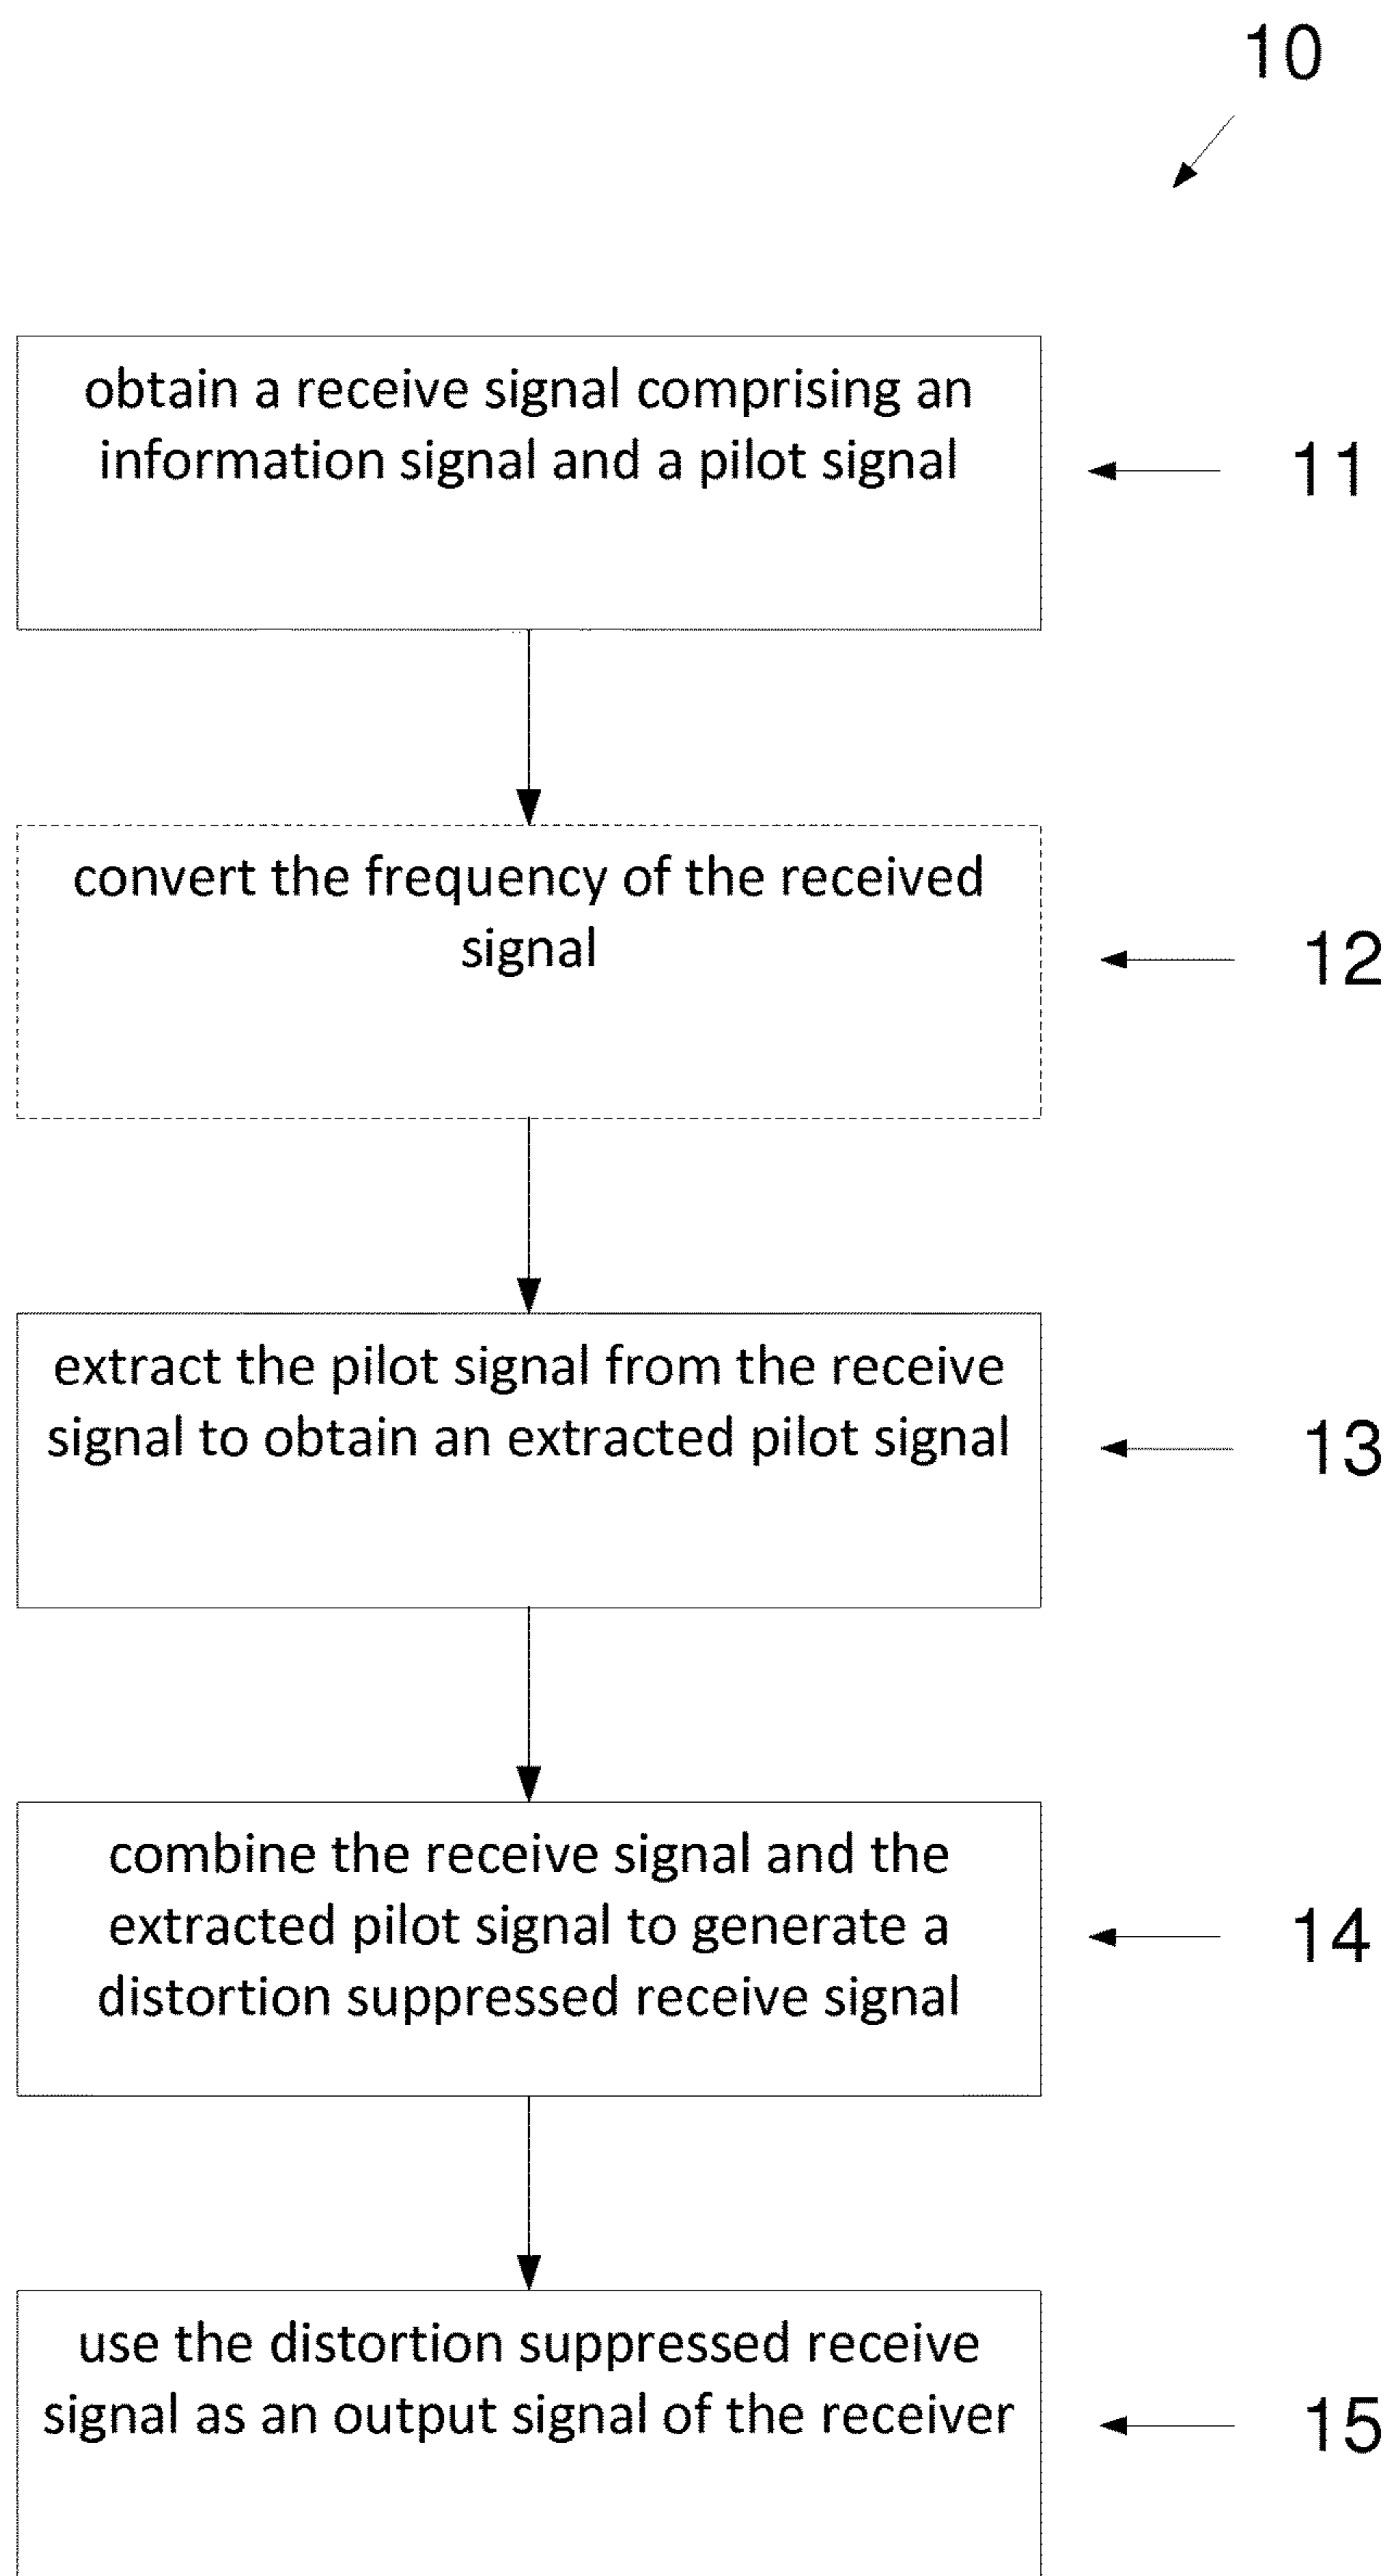 10
obtain a receive signal comprising an
information signal and a pilot signal
11
convert the frequency of the received
signal
12
extract the pilot signal from the receive
signal to obtain an extracted pilot signal
13
combine the receive signal and the
extracted pilot signal to generate a
distortion suppressed receive signal
14
use the distortion suppressed receive
signal as an output signal of the receiver
15